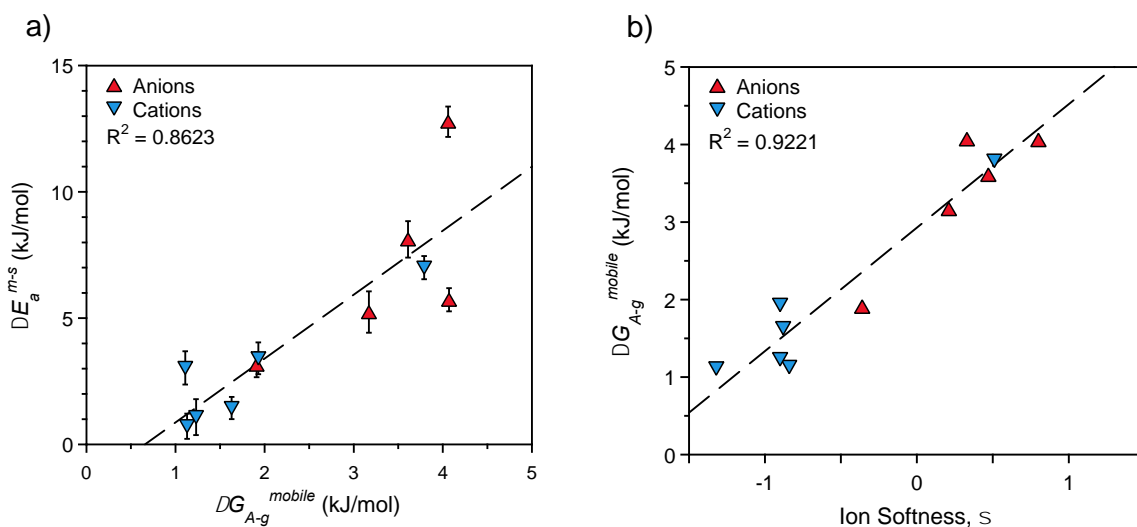 a)
15
10
5
0
0
1
2
3
4
5
Anions
Cations
R² = 0.8623
DE_a^{m-s} (kJ/mol)
DG_{A-g}^{mobile} (kJ/mol)
b)
5
4
3
2
1
0
-1
0
1
Anions
Cations
R² = 0.9221
DG_{A-g}^{mobile} (kJ/mol)
Ion Softness, s